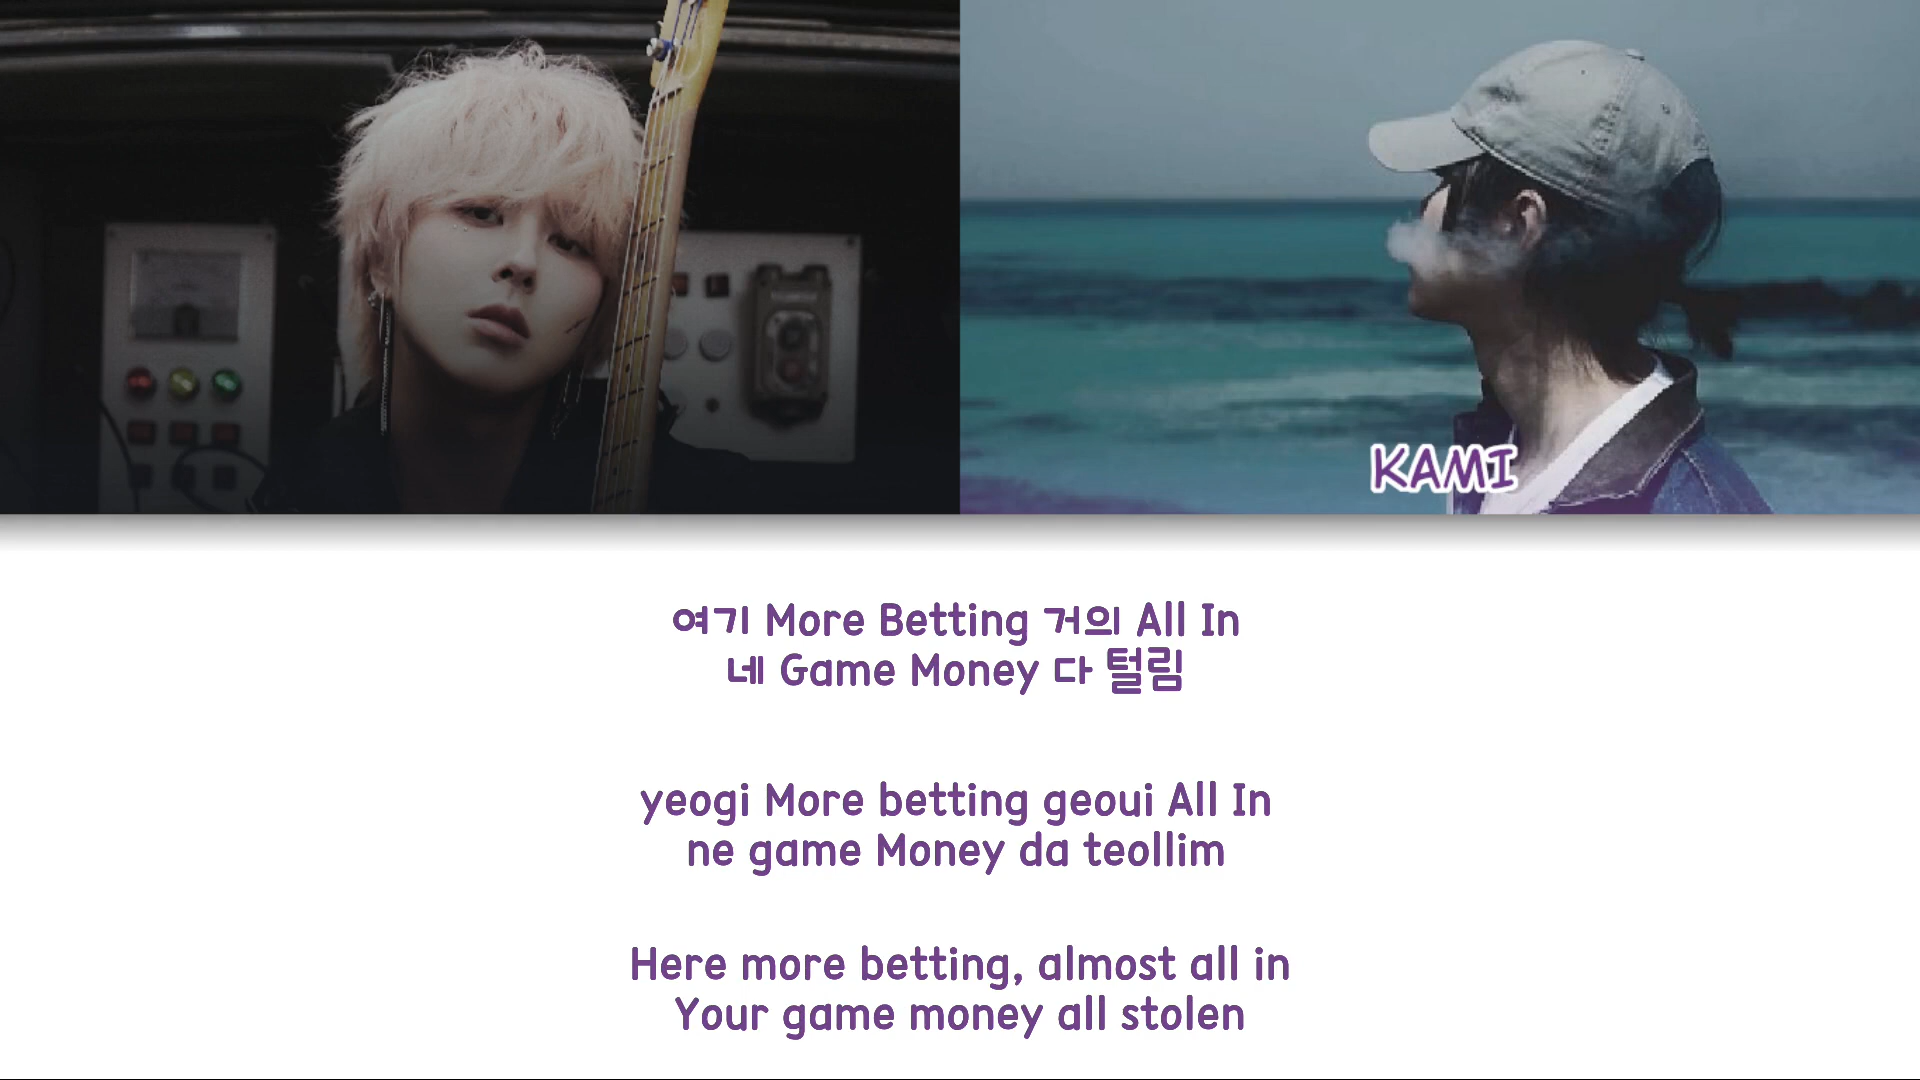 KAMI
여기 More Betting 거의 All In
네 Game Money 다 털림
yeogi More betting geoui All In
ne game Money da teollim
Here more betting, almost all in
Your game money all stolen